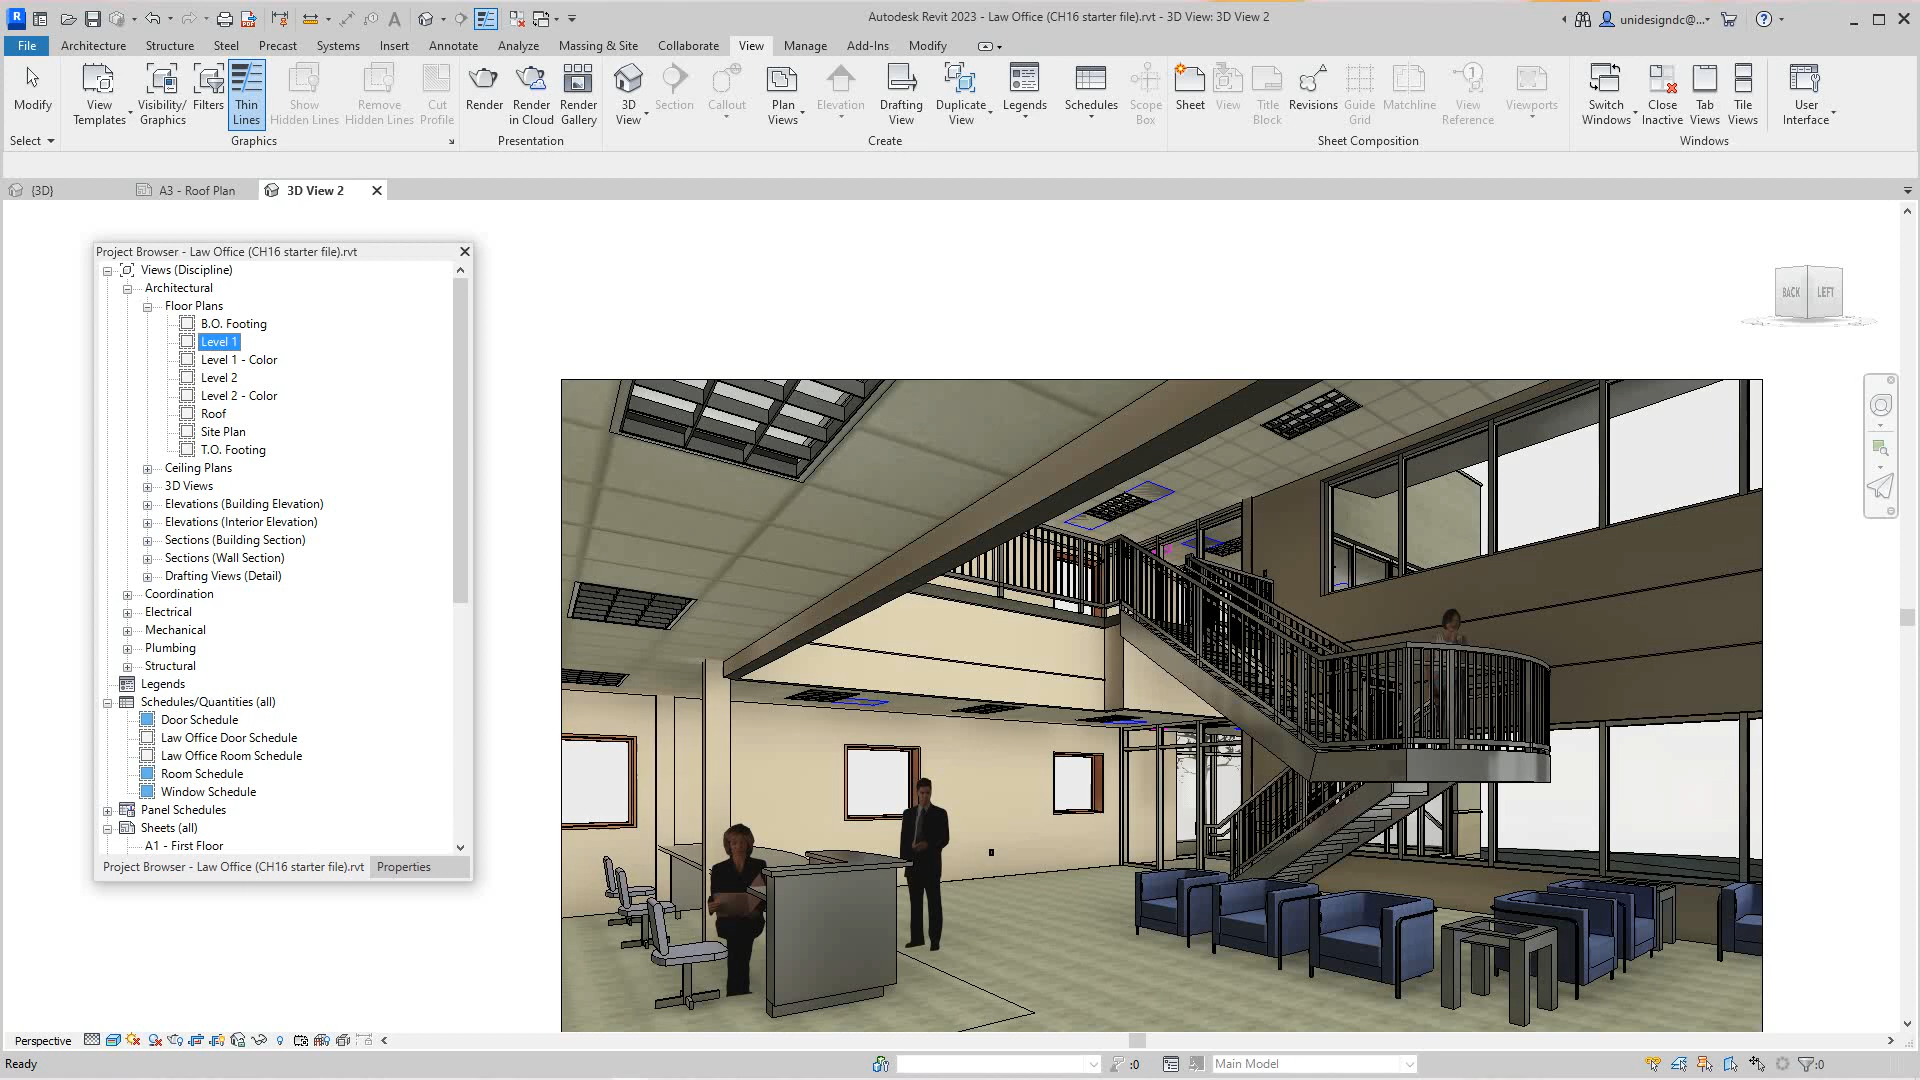 R
Autodesk Revit 2023 - Law Office (CH16 starter file).rvt - 3D View: 3D View 2
unidesigndc@...
File Architecture Structure Steel Precast Systems Insert Annotate Analyze Massing & Site Collaborate View Manage Add-Ins Modify
Modify
View
Templates
Visibility/
Graphics
Filters
Thin
Lines
Show
Hidden Lines
Remove
Hidden Lines
Cut
Profile
Render
Render
in Cloud
Render
Gallery
3D
View
Section
Callout
Plan
Views
Elevation
Drafting
View
Duplicate
View
Legends
Schedules
Scope
Box
Sheet
View
Title
Block
Revisions
Guide
Grid
Matchline
View
Reference
Viewports
Switch
Windows
Close
Inactive
Tab
Views
Tile
Views
User
Interface
Select Graphics Presentation Create Sheet Composition Windows
{3D} A3 - Roof Plan 3D View 2
Project Browser - Law Office (CH16 starter file).rvt
Views (Discipline)
Architectural
Floor Plans
B.O. Footing
Level 1
Level 1 - Color
Level 2
Level 2 - Color
Roof
Site Plan
T.O. Footing
Ceiling Plans
3D Views
Elevations (Building Elevation)
Elevations (Interior Elevation)
Sections (Building Section)
Sections (Wall Section)
Drafting Views (Detail)
Coordination
Electrical
Mechanical
Plumbing
Structural
Legends
Schedules/Quantities (all)
Door Schedule
Law Office Door Schedule
Law Office Room Schedule
Room Schedule
Window Schedule
Panel Schedules
Sheets (all)
A1 - First Floor
Project Browser - Law Office (CH16 starter file).rvt Properties
BACK LEFT
Perspective
Ready
:0
Main Model
:0